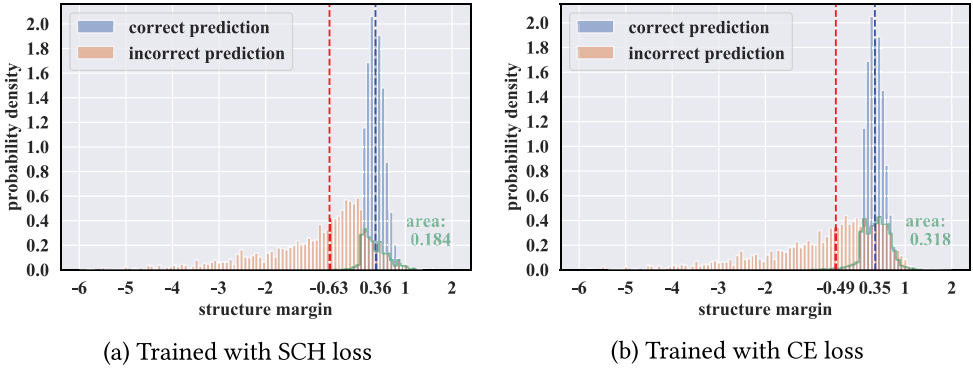 correct prediction
incorrect prediction
probability density
2.0
1.8
1.6
1.4
1.2
1.0
0.8
0.6
0.4
0.2
0.0
area:
0.184
-6 -5 -4 -3 -2 -0.63 0.36 1 2
structure margin
(a) Trained with SCH loss
correct prediction
incorrect prediction
probability density
2.0
1.8
1.6
1.4
1.2
1.0
0.8
0.6
0.4
0.2
0.0
area:
0.318
-6 -5 -4 -3 -2 -0.49 0.35 1 2
structure margin
(b) Trained with CE loss